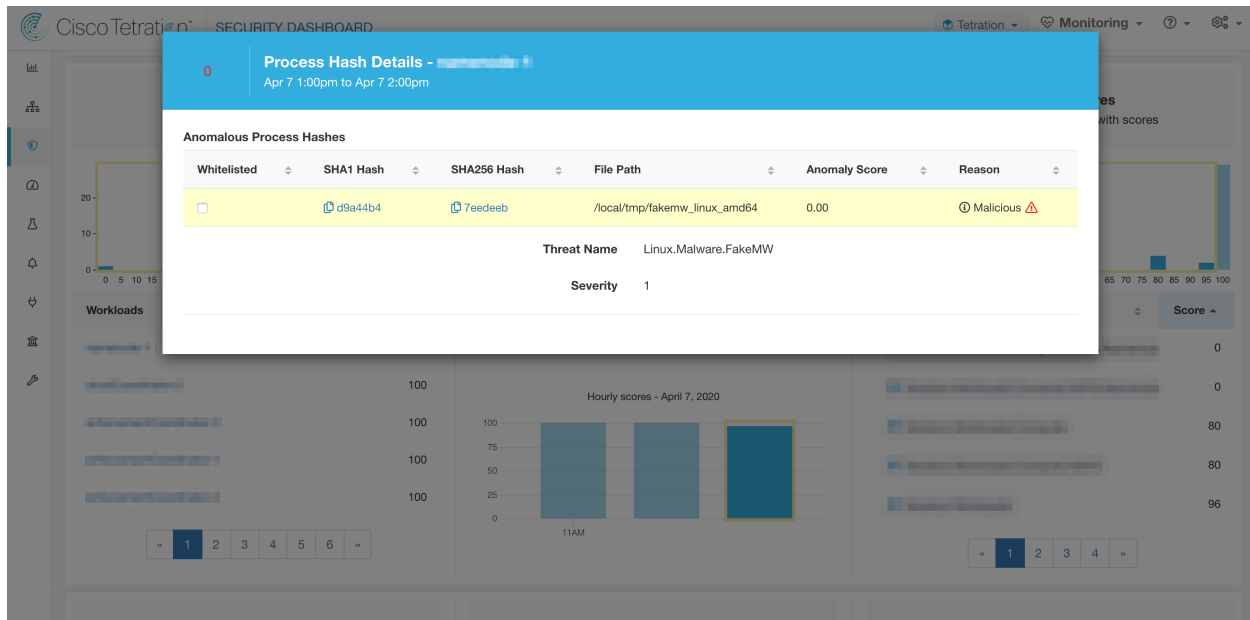 Cisco Tetration™ SECURITY DASHBOARD
Tetration
Monitoring
0
Process Hash Details -
Apr 7 1:00pm to Apr 7 2:00pm
with scores
Anomalous Process Hashes
Whitelisted SHA1 Hash SHA256 Hash File Path Anomaly Score Reason
d9a44b4 7eedeeb /local/tmp/fakemw_linux_amd64 0.00 Malicious
Threat Name Linux.Malware.FakeMW
Severity 1
20
10
0
0 5 10 15
65 70 75 80 85 90 95 100
Workloads
Score
0
100 0
100 80
100 80
100 96
Hourly scores - April 7, 2020
100
75
50
25
0
11AM
« 1 2 3 4 5 6 »
« 1 2 3 4 »